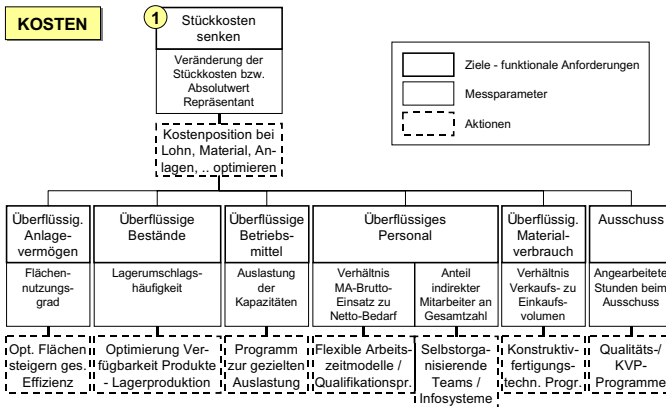 KOSTEN
1
Stückkosten
senken
Veränderung der
Stückkosten bzw.
Absolutwert
Repräsentant
Kostenposition bei
Lohn, Material, An-
lagen, .. optimieren
Ziele - funktionale Anforderungen
Messparameter
Aktionen
Überflüssig.
Anlage-
vermögen
Flächen-
nutzungs-
grad
Opt. Flächen
steigern ges.
Effizienz
Überflüssige
Bestände
Lagerumschlags-
häufigkeit
Optimierung Ver-
fügbarkeit Produkte
- Lagerproduktion
Überflüssige
Betriebs-
mittel
Auslastung
der
Kapazitäten
Programm
zur gezielten
Auslastung
Überflüssiges
Personal
Verhältnis
MA-Brutto-
Einsatz zu
Netto-Bedarf
Flexible Arbeits-
zeitmodelle /
Qualifikationspr.
Anteil
indirekter
Mitarbeiter an
Gesamtzahl
Selbstorga-
nisierende
Teams /
Infosysteme
Überflüssig.
Material-
verbrauch
Verhältnis
Verkaufs- zu
Einkaufs-
volumen
Konstruktiv-
fertigungs-
techn. Progr.
Ausschuss
Angearbeitete
Stunden beim
Ausschuss
Qualitäts-/
KVP-
Programme